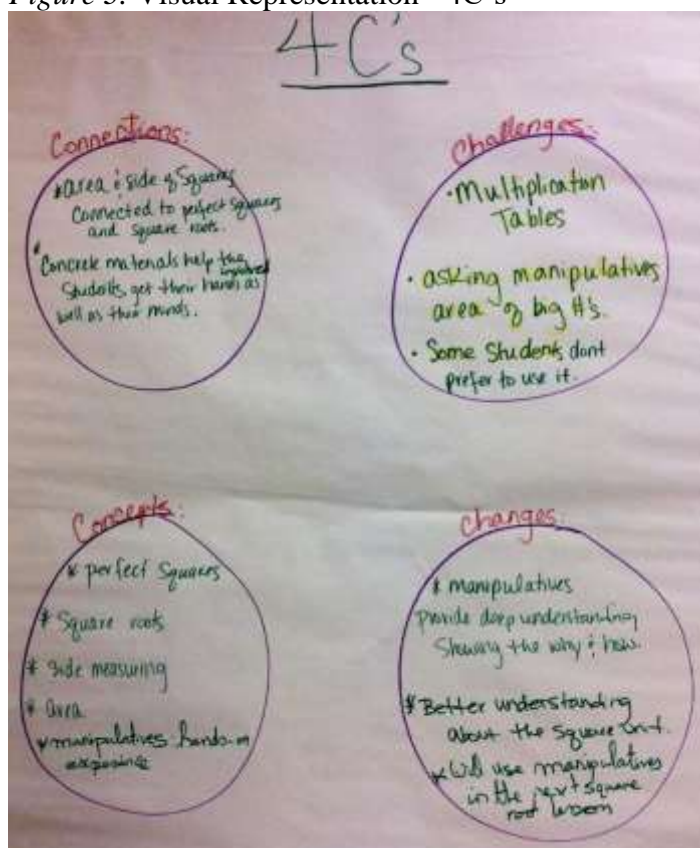 Visual Representation 4C's
4C's
Connections:
* area & side of Squares
Connected to perfect squares
and square roots.
* Concrete materials help the
involved
Students get their hands as
well as their minds.
Challenges:
• Multiplication
Tables
• asking manipulatives
area of big #'s.
• Some Students dont
prefer to use it.
Concepts:
* perfect Squares
* Square roots
* side measuring
* area
* manipulatives hands-on
Changes:
* manipulatives
Provide deep understanding
Showing the why & how.
* Better understanding
about the square
* Will use manipulatives
in the next square
root lesson